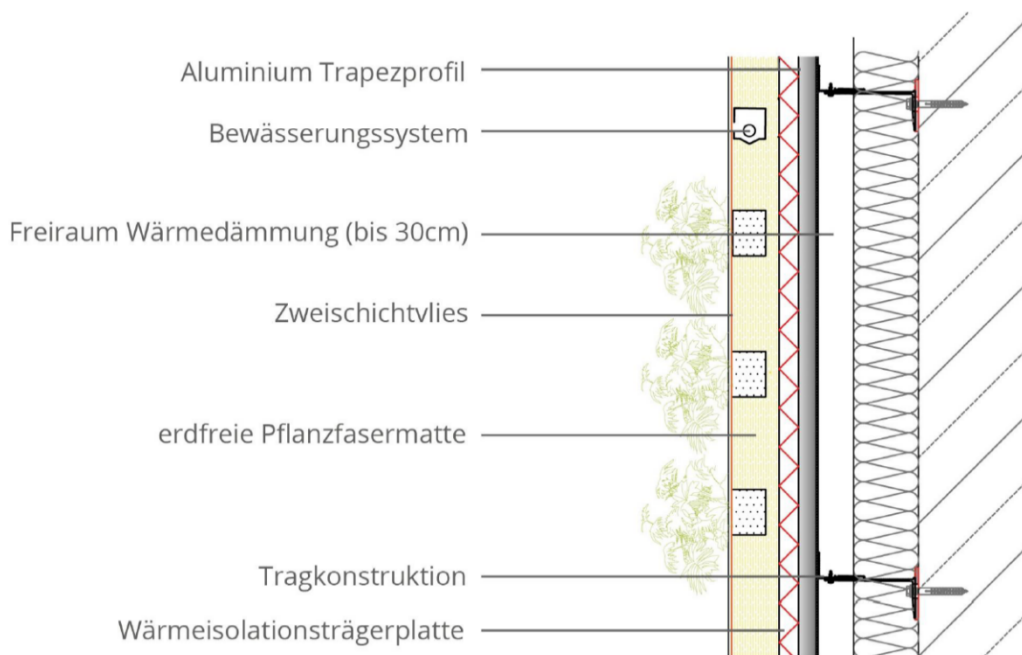 Aluminium Trapezprofil
Bewässerungssystem
Freiraum Wärmedämmung (bis 30cm)
Zweischichtvlies
erdfreie Pflanzfasermatte
Tragkonstruktion
Wärmeisolationsträgerplatte